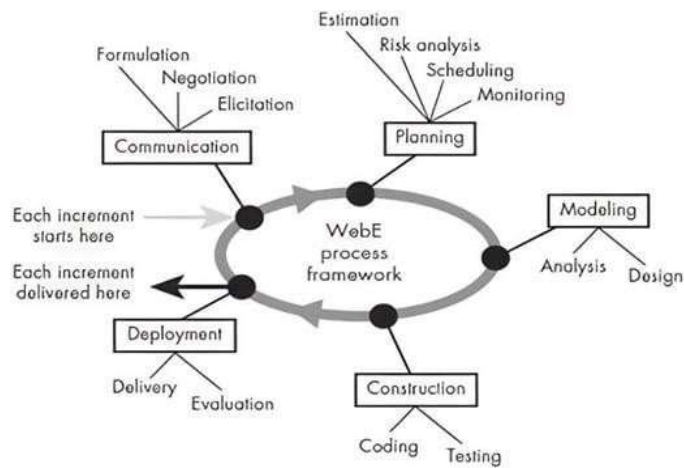 Estimation
Risk analysis
Scheduling
Monitoring
Planning
Formulation
Negotiation
Elicitation
Communication
Each increment
starts here
WebE
process
framework
Modeling
Analysis
Design
Each increment
delivered here
Deployment
Delivery
Evaluation
Construction
Coding
Testing